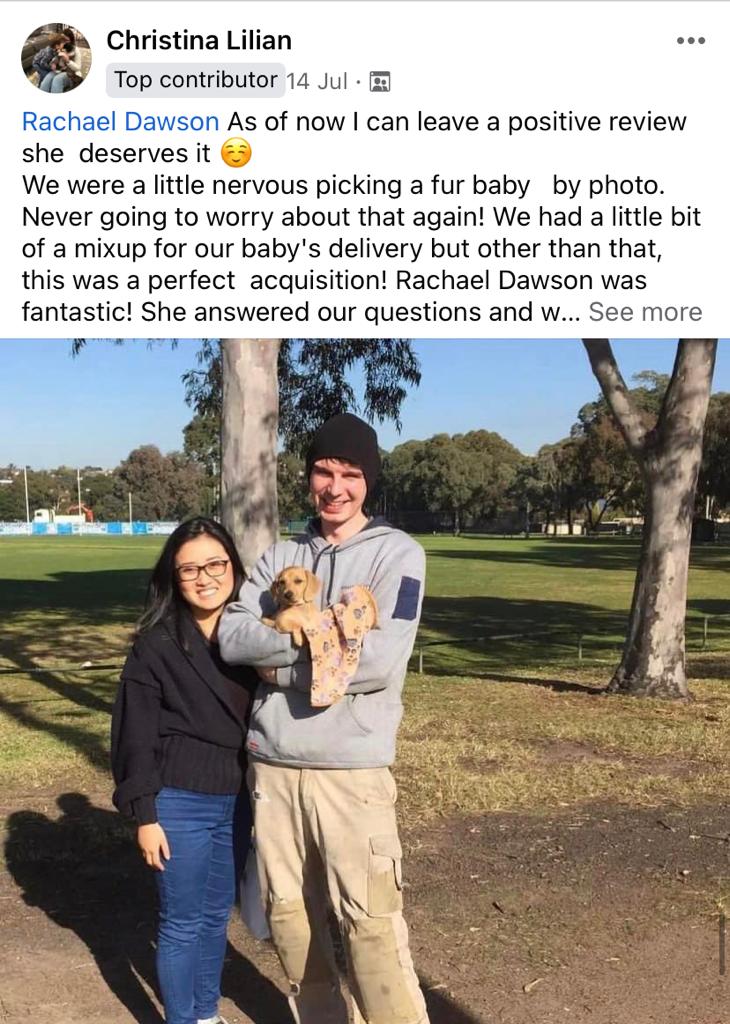 Christina Lilian
Top contributor 14 Jul ·
Rachael Dawson As of now I can leave a positive review
she  deserves it ☺️
We were a little nervous picking a fur baby   by photo.
Never going to worry about that again! We had a little bit
of a mixup for our baby's delivery but other than that,
this was a perfect  acquisition! Rachael Dawson was
fantastic! She answered our questions and w... See more